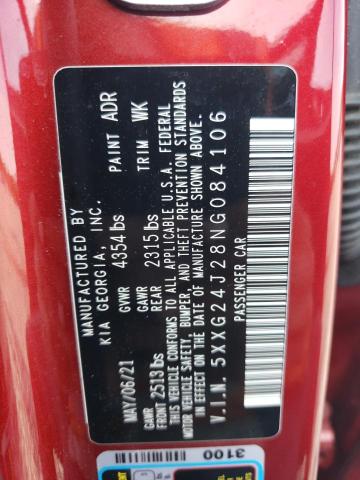 MANUFACTURED BY
KIA GEORGIA, INC.
PAINT ADR
MAY/06/21
GVWR 4354 lbs
TRIM WK
GAWR FRONT 2513 lbs
GAWR REAR 2315 lbs
THIS VEHICLE CONFORMS TO ALL APPLICABLE U.S.A. FEDERAL
MOTOR VEHICLE SAFETY, BUMPER, AND THEFT PREVENTION STANDARDS
IN EFFECT ON THE DATE OF MANUFACTURE SHOWN ABOVE.
V.I.N. 5XXG24J28NG084106
PASSENGER CAR
3100